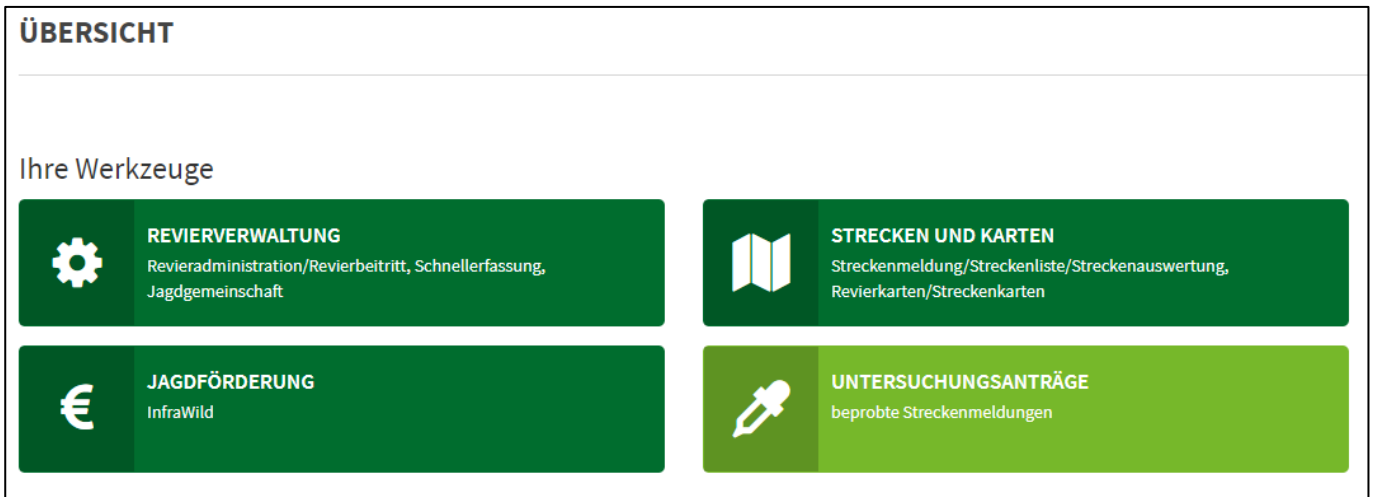 ÜBERSICHT
Ihre Werkzeuge
REVIERVERWALTUNG
Revieradministration/Revierbeitritt, Schnellerfassung,
Jagdgemeinschaft
STRECKEN UND KARTEN
Streckenmeldung/Streckenliste/Streckenauswertung,
Revierkarten/Streckenkarten
€
JAGDFÖRDERUNG
InfraWild
UNTERSUCHUNGSANTRÄGE
beprobte Streckenmeldungen